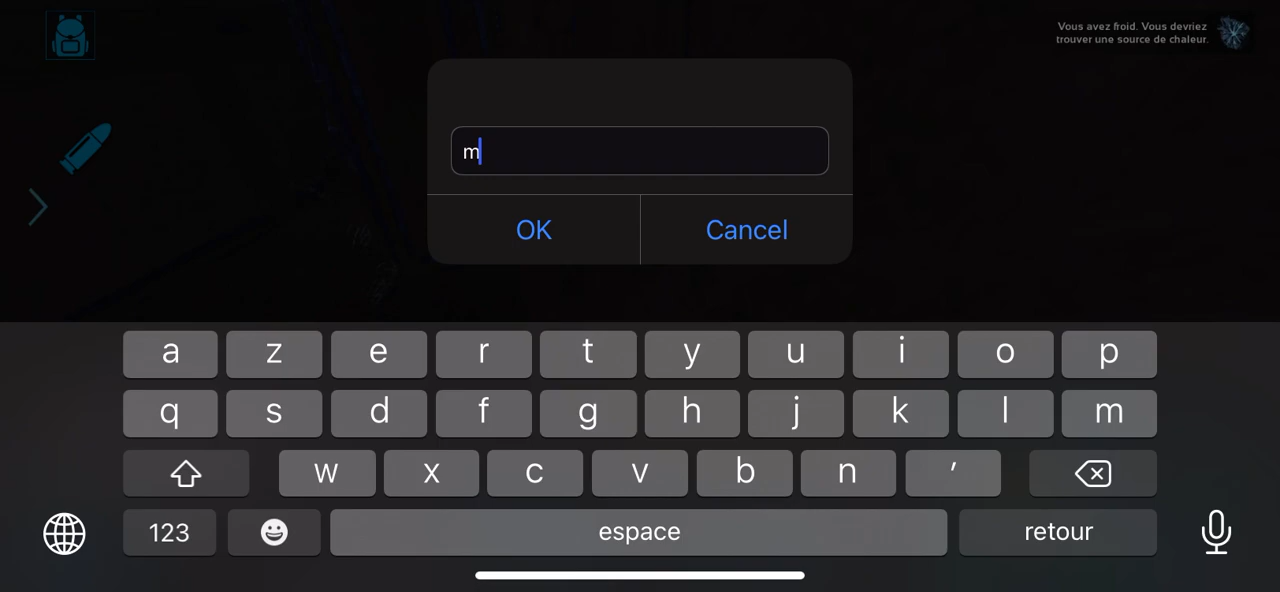 Vous avez froid. Vous devriez
trouver une source de chaleur.
m
OK Cancel
a z e r t y u i o p
q s d f g h j k l m
w x c v b n ′
123 espace retour